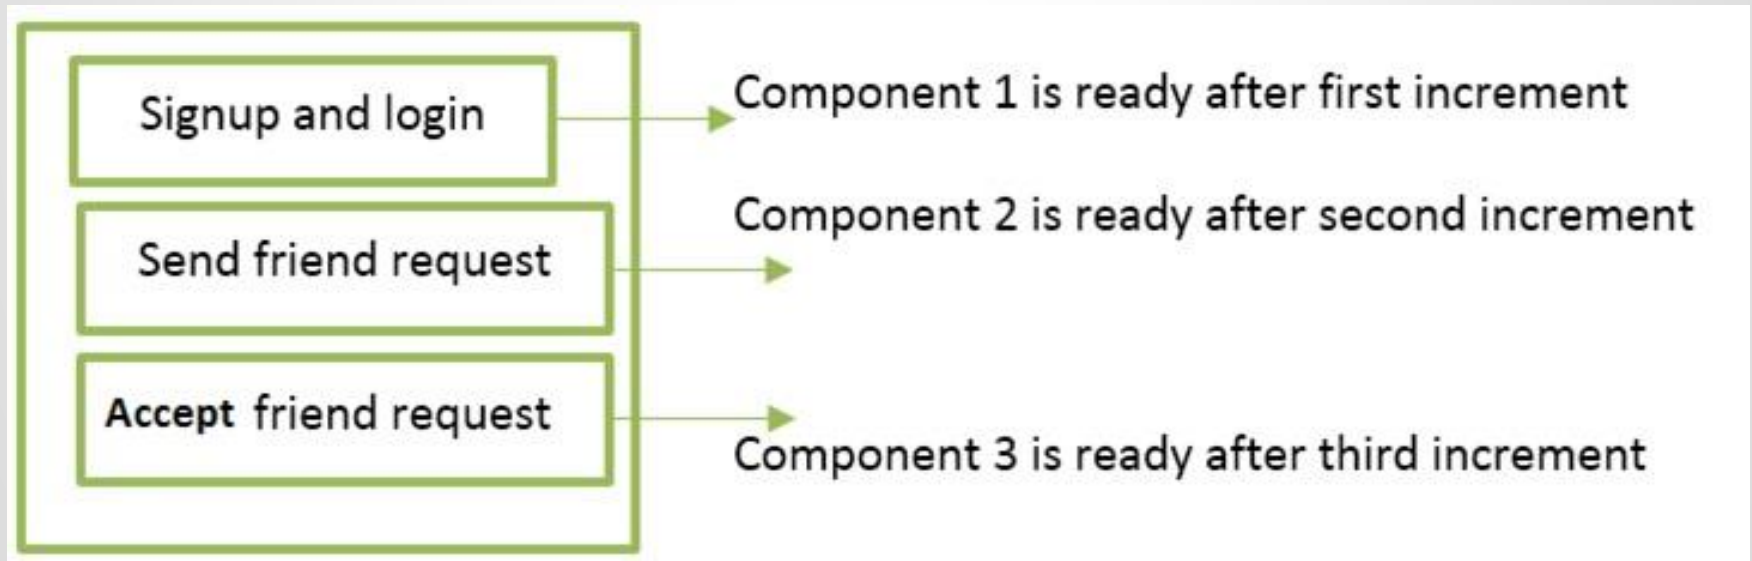 Signup and login
Component 1 is ready after first increment
Send friend request
Component 2 is ready after second increment
Accept friend request
Component 3 is ready after third increment